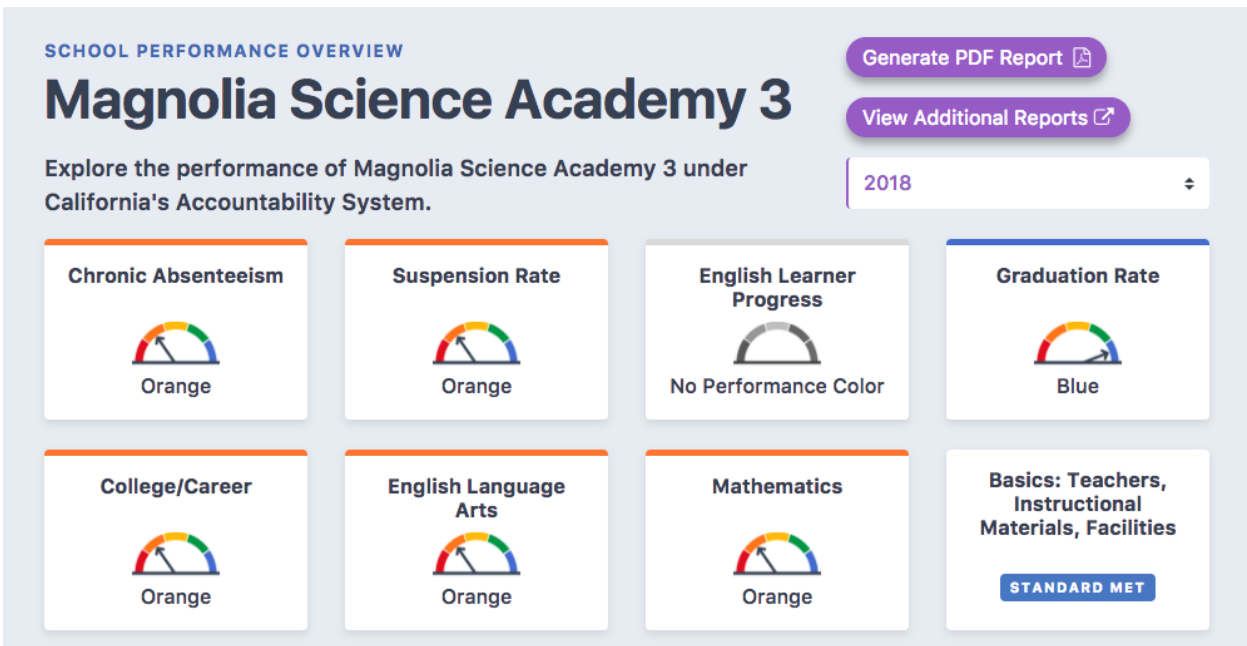 SCHOOL PERFORMANCE OVERVIEW
Magnolia Science Academy 3
Explore the performance of Magnolia Science Academy 3 under
California's Accountability System.
Generate PDF Report
View Additional Reports
2018
Chronic Absenteeism
Orange
Suspension Rate
Orange
English Learner
Progress
No Performance Color
Graduation Rate
Blue
College/Career
Orange
English Language
Arts
Orange
Mathematics
Orange
Basics: Teachers,
Instructional
Materials, Facilities
STANDARD MET